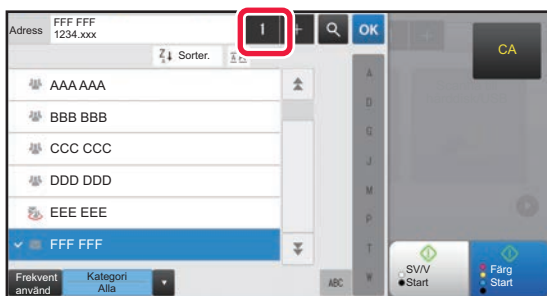 Adress FFF FFF
1234.xxx
1
+
OK
CA
Z↓ Sorter.
AAA AAA
BBB BBB
CCC CCC
DDD DDD
EEE EEE
FFF FFF
A
D
G
J
M
P
T
W
Frekvent
använd
Kategori
Alla
ABC
SV/V
Start
Färg
Start